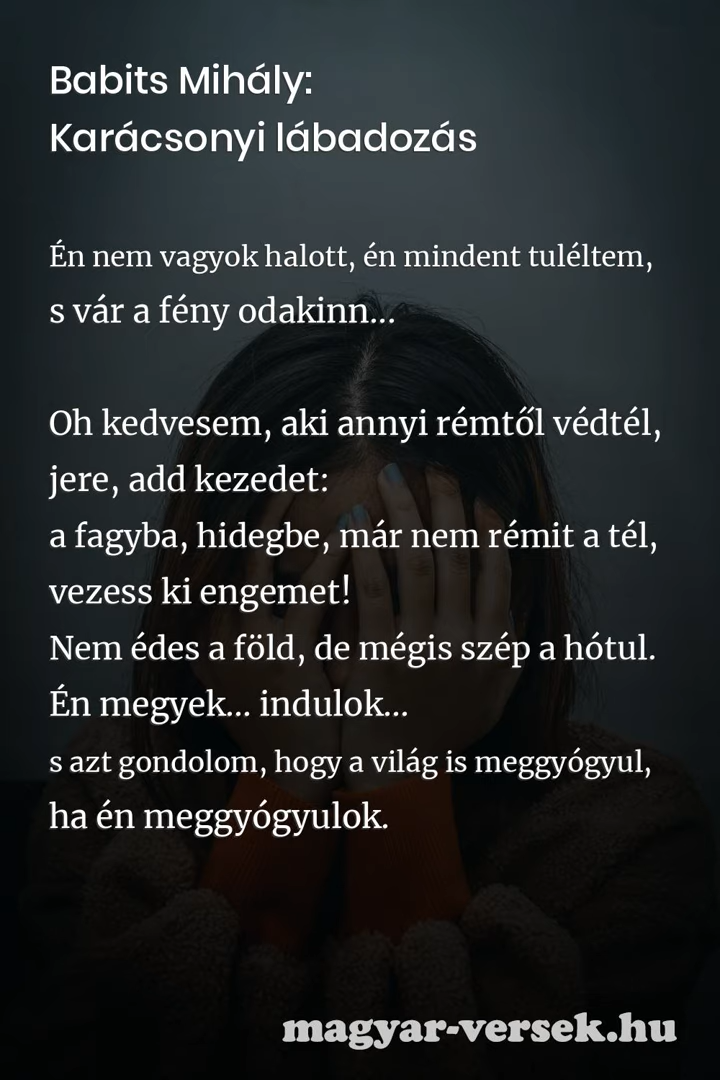 Babits Mihály:
Karácsonyi lábadozás
Én nem vagyok halott, én mindent tuléltem,
s vár a fény odakinn...
Oh kedvesem, aki annyi rémtől védtél,
jere, add kezedet:
a fagyba, hidegbe, már nem rémit a tél,
vezess ki engemet!
Nem édes a föld, de mégis szép a hótul.
Én megyek... indulok...
s azt gondolom, hogy a világ is meggyógyul,
ha én meggyógyulok.
magyar-versek.hu